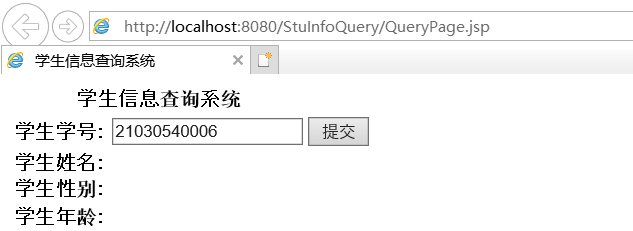 http://localhost:8080/StuInfoQuery/QueryPage.jsp
学生信息查询系统
学生信息查询系统
学生学号: 21030540006 提交
学生姓名:
学生性别:
学生年龄: